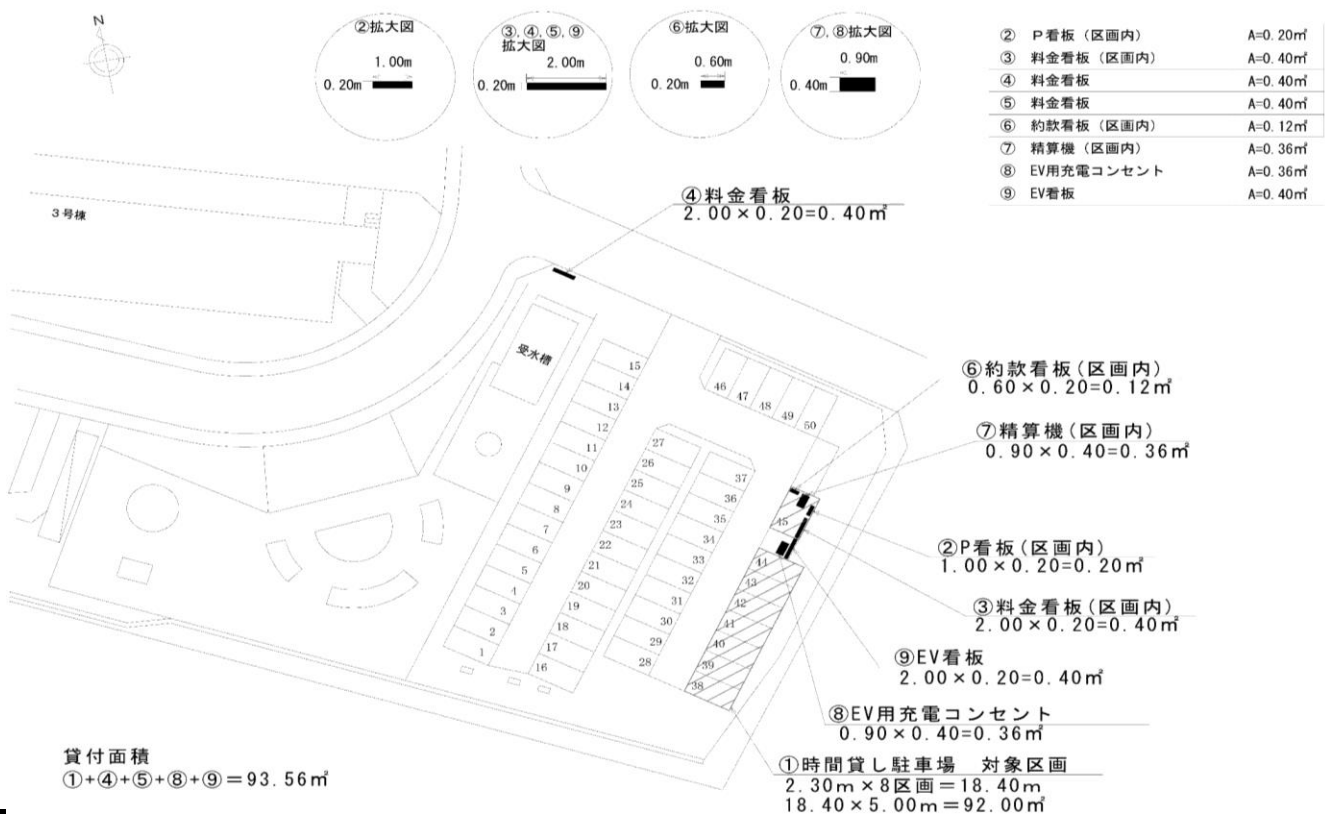 N
②拡大図
1.00m
0.20m
③,④,⑤,⑨
拡大図
2.00m
0.20m
⑥拡大図
0.60m
0.20m
⑦,⑧拡大図
0.90m
0.40m
② P看板（区画内） A=0.20㎡
③ 料金看板（区画内） A=0.40㎡
④ 料金看板 A=0.40㎡
⑤ 料金看板 A=0.40㎡
⑥ 約款看板（区画内） A=0.12㎡
⑦ 精算機（区画内） A=0.36㎡
⑧ EV用充電コンセント A=0.36㎡
⑨ EV看板 A=0.40㎡
3号棟
④料金看板
2.00×0.20=0.40㎡
受水槽
15
14
13
12
11
10
9
8
7
6
5
4
3
2
1
27
26
25
24
23
22
21
20
19
18
17
16
37
36
35
34
33
32
31
30
29
28
46
47
48
49
50
45
44
43
42
41
40
39
38
⑥約款看板(区画内)
0.60×0.20=0.12㎡
⑦精算機(区画内)
0.90×0.40=0.36㎡
②P看板(区画内)
1.00×0.20=0.20㎡
③料金看板(区画内)
2.00×0.20=0.40㎡
⑨EV看板
2.00×0.20=0.40㎡
⑧EV用充電コンセント
0.90×0.40=0.36㎡
①時間貸し駐車場 対象区画
2.30m×8区画＝18.40m
18.40×5.00m＝92.00㎡
貸付面積
①+④+⑤+⑧+⑨＝93.56㎡